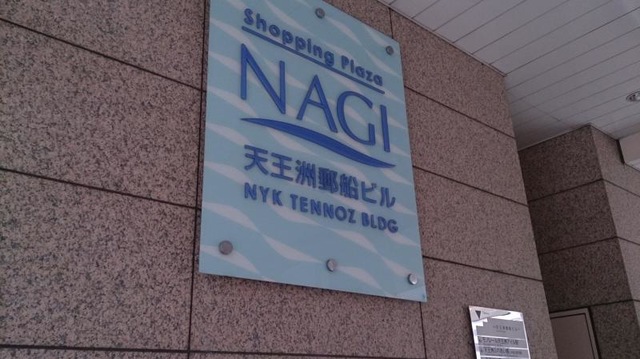 Shopping Plaza
NAGI
天王洲郵船ビル
NYK TENNOZ BLDG